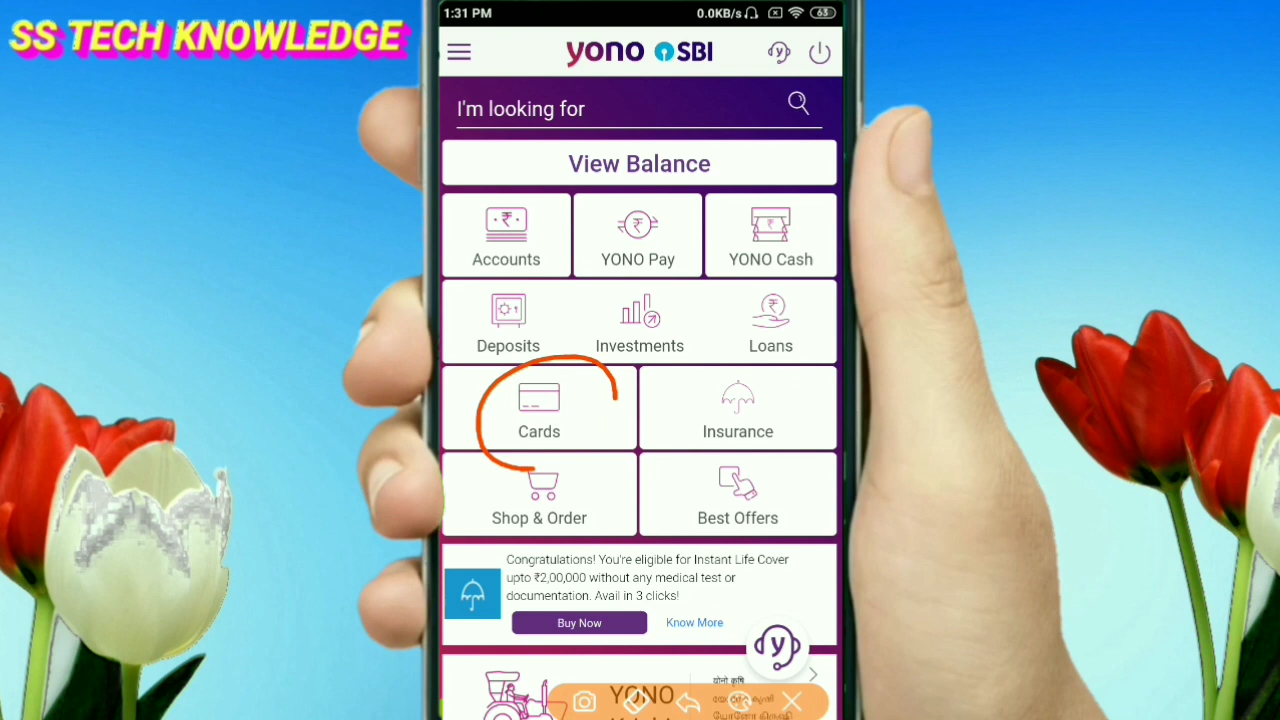 SS TECH KNOWLEDGE
1:31 PM
0.0KB/s
63
yono SBI
I'm looking for
View Balance
Accounts
YONO Pay
YONO Cash
Deposits
Investments
Loans
Cards
Insurance
Shop & Order
Best Offers
Congratulations! You're eligible for Instant Life Cover
upto ₹2,00,000 without any medical test or
documentation. Avail in 3 clicks!
Buy Now
Know More
YONO
योनो कृषि